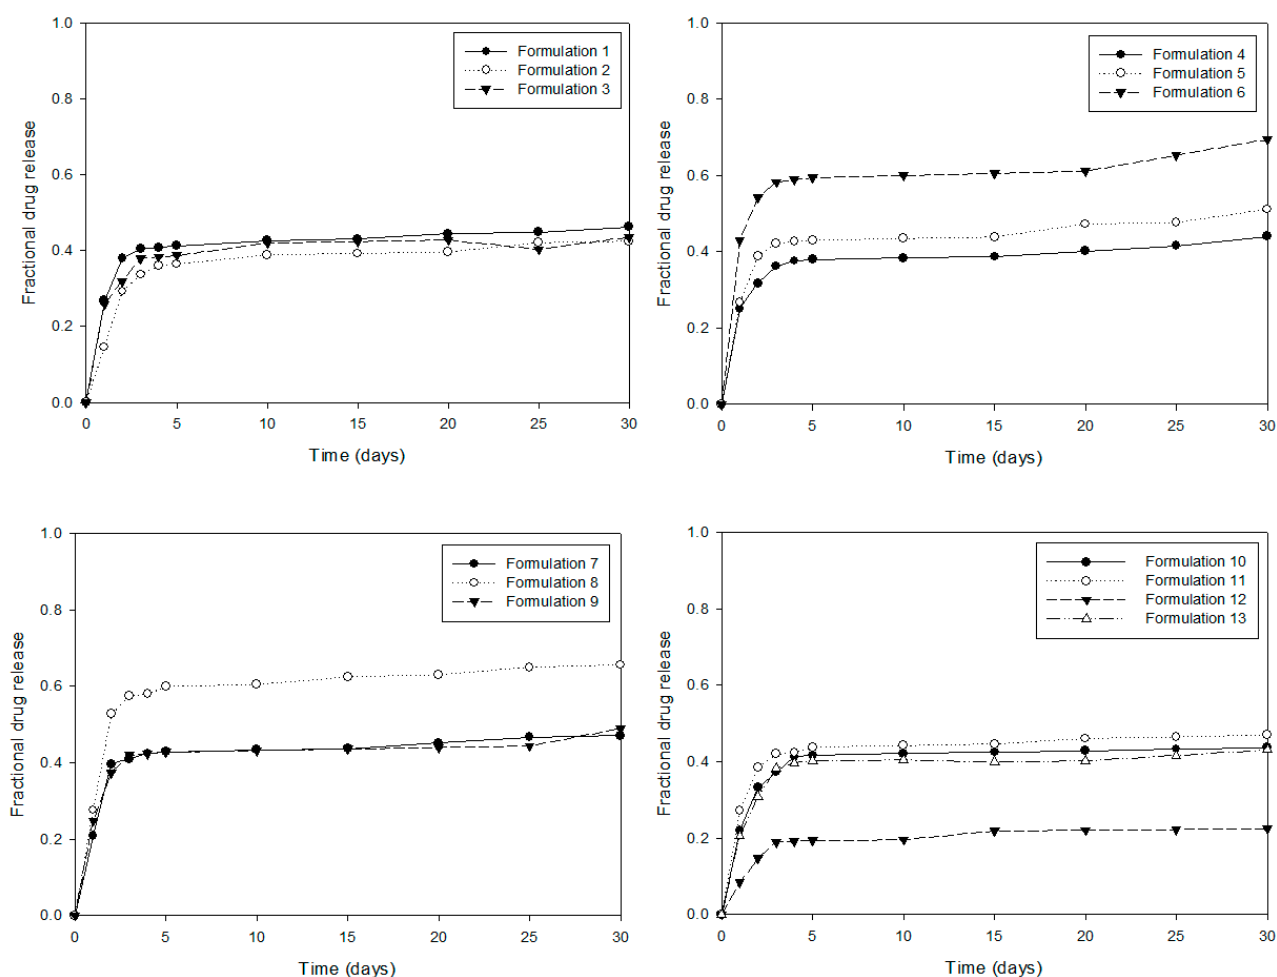 1.0
0.8
0.6
0.4
0.2
0.0
Fractional drug release
Formulation 1
Formulation 2
Formulation 3
0 5 10 15 20 25 30
Time (days)
1.0
0.8
0.6
0.4
0.2
0.0
Fractional drug release
Formulation 4
Formulation 5
Formulation 6
0 5 10 15 20 25 30
Time (days)
1.0
0.8
0.6
0.4
0.2
0.0
Fractional drug release
Formulation 7
Formulation 8
Formulation 9
0 5 10 15 20 25 30
Time (days)
1.0
0.8
0.6
0.4
0.2
0.0
Fractional drug release
Formulation 10
Formulation 11
Formulation 12
Formulation 13
0 5 10 15 20 25 30
Time (days)